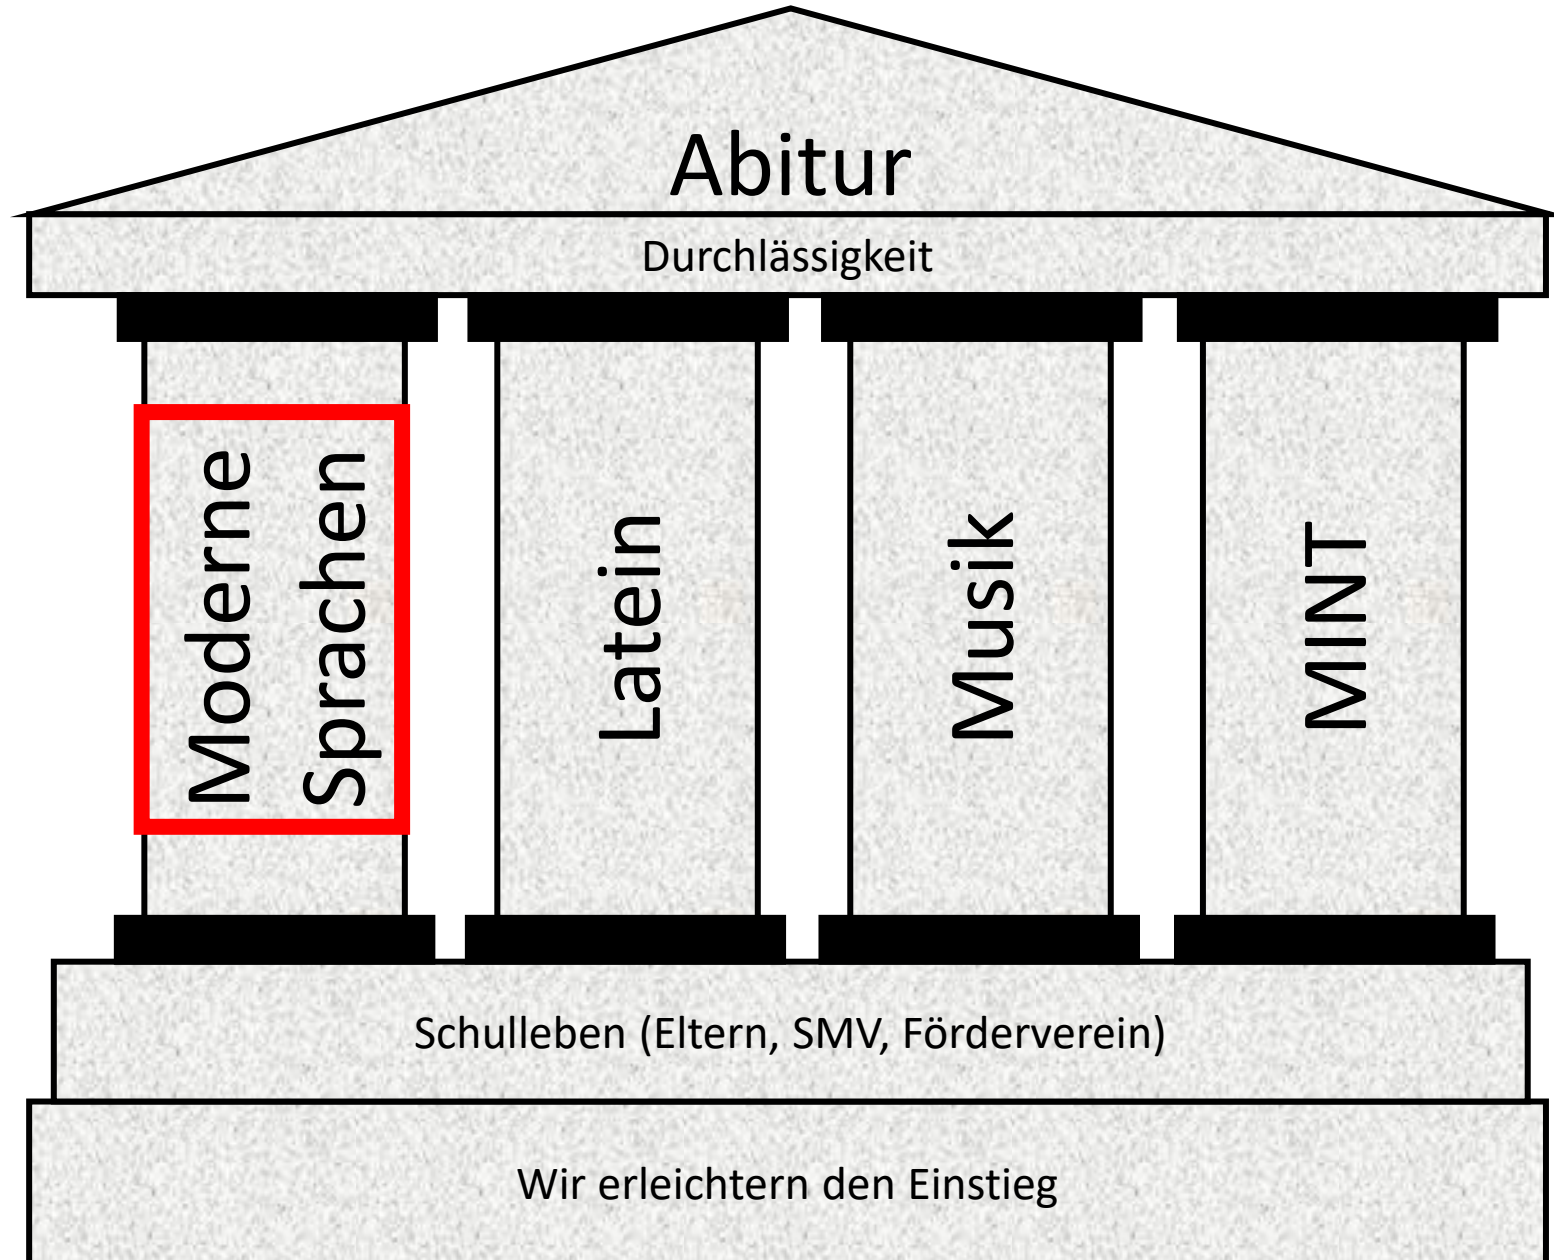 Abitur
Durchlässigkeit
Moderne
Sprachen
Latein
Musik
MINT
Schulleben (Eltern, SMV, Förderverein)
Wir erleichtern den Einstieg